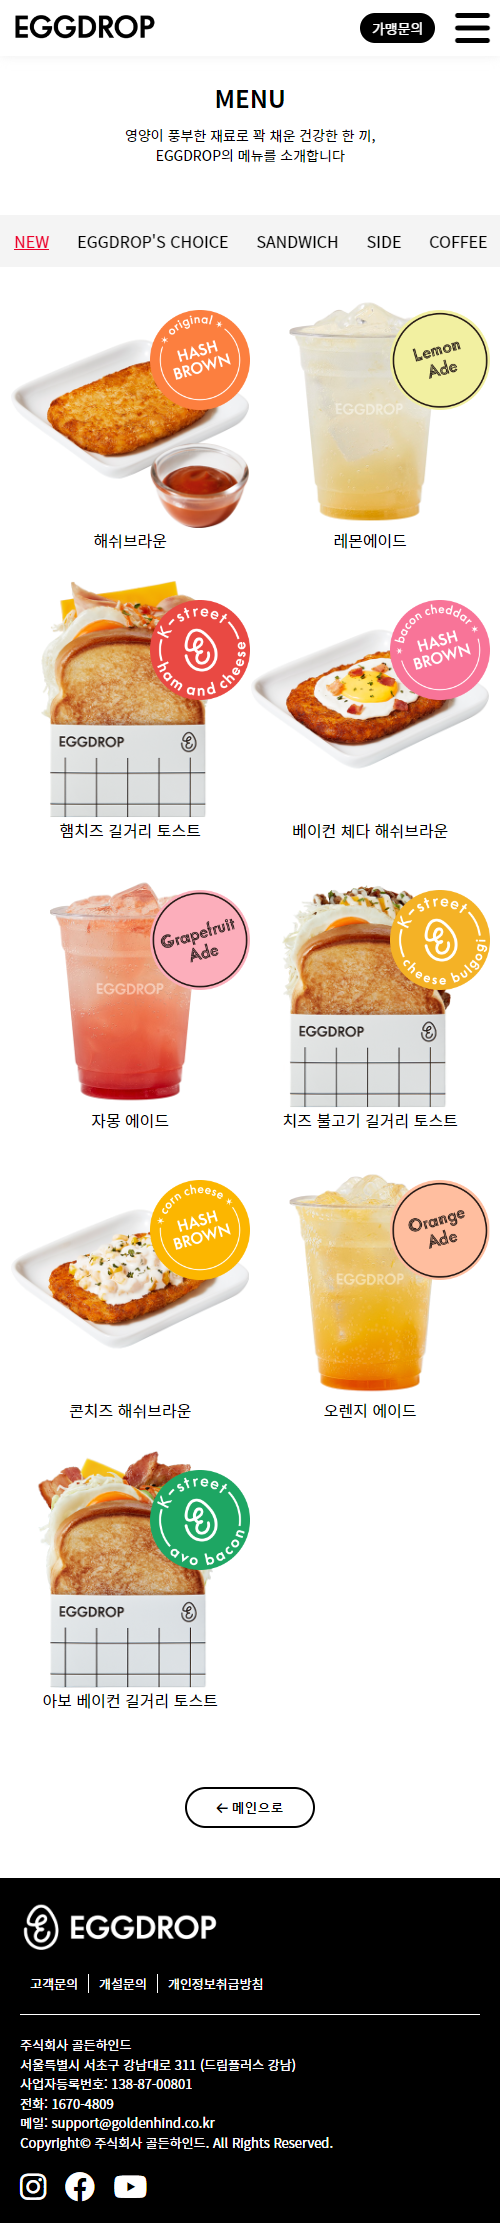 EGGDROP
가맹문의
MENU
영양이 풍부한 재료로 꽉 채운 건강한 한 끼,
EGGDROP의 메뉴를 소개합니다
NEW EGGDROP'S CHOICE SANDWICH SIDE COFFEE
original
HASH
BROWN
해쉬브라운
Lemon
Ade
EGGDROP
레몬에이드
K-street
ham and cheese
EGGDROP
햄치즈 길거리 토스트
bacon cheddar
HASH
BROWN
베이컨 체다 해쉬브라운
Grapefruit
Ade
EGGDROP
자몽 에이드
K-street
cheese bulgogi
EGGDROP
치즈 불고기 길거리 토스트
corn cheese
HASH
BROWN
콘치즈 해쉬브라운
Orange
Ade
EGGDROP
오렌지 에이드
K-street
avo bacon
EGGDROP
아보 베이컨 길거리 토스트
← 메인으로
EGGDROP
고객문의 | 개설문의 | 개인정보취급방침
주식회사 골든하인드
서울특별시 서초구 강남대로 311 (드림플러스 강남)
사업자등록번호: 138-87-00801
전화: 1670-4809
메일: support@goldenhind.co.kr
Copyright© 주식회사 골든하인드. All Rights Reserved.